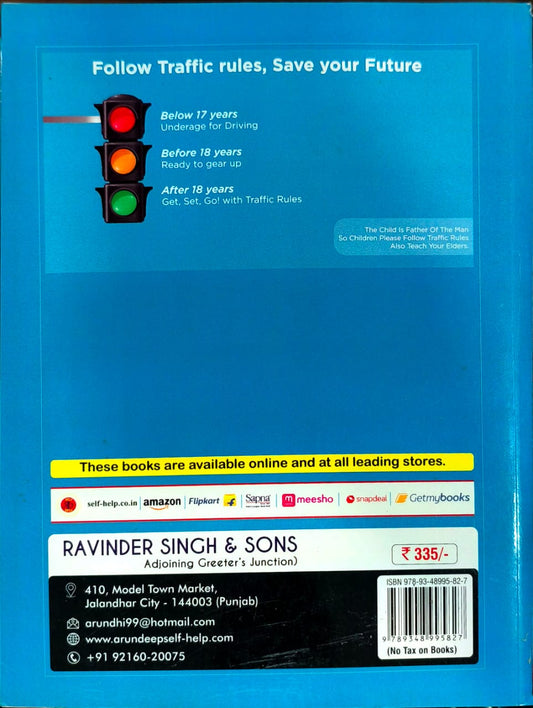 Follow Traffic rules, Save your Future
Below 17 years
Underage for Driving
Before 18 years
Ready to gear up
After 18 years
Get, Set, Go! with Traffic Rules
The Child Is Father Of The Man
So Children Please Follow Traffic Rules
Also Teach Your Elders.
These books are available online and at all leading stores.
self-help.co.in amazon Flipkart Sapna meesho snapdeal Getmybooks
RAVINDER SINGH & SONS
Adjoining Greeter's Junction)
₹ 335/-
410, Model Town Market,
Jalandhar City - 144003 (Punjab)
arundhi99@hotmail.com
www.arundeepself-help.com
+91 92160-20075
ISBN 978-93-48995-82-7
9 789348 995827
(No Tax on Books)